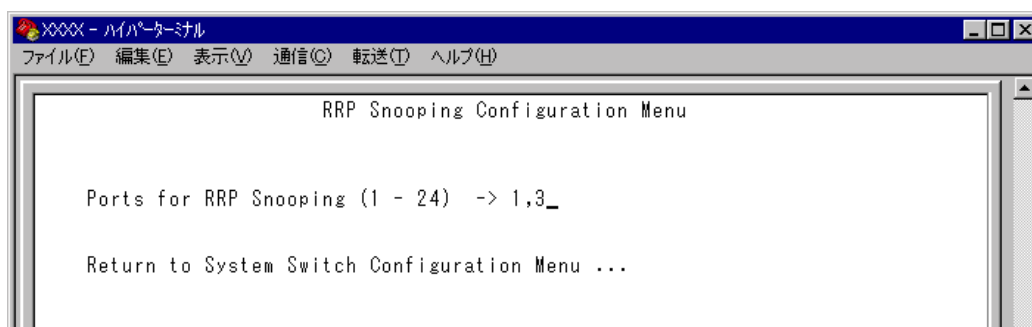 XXXX - ハイパーターミナル
ファイル(F) 編集(E) 表示(V) 通信(C) 転送(T) ヘルプ(H)
RRP Snooping Configuration Menu
Ports for RRP Snooping (1 - 24) -> 1,3_
Return to System Switch Configuration Menu ...